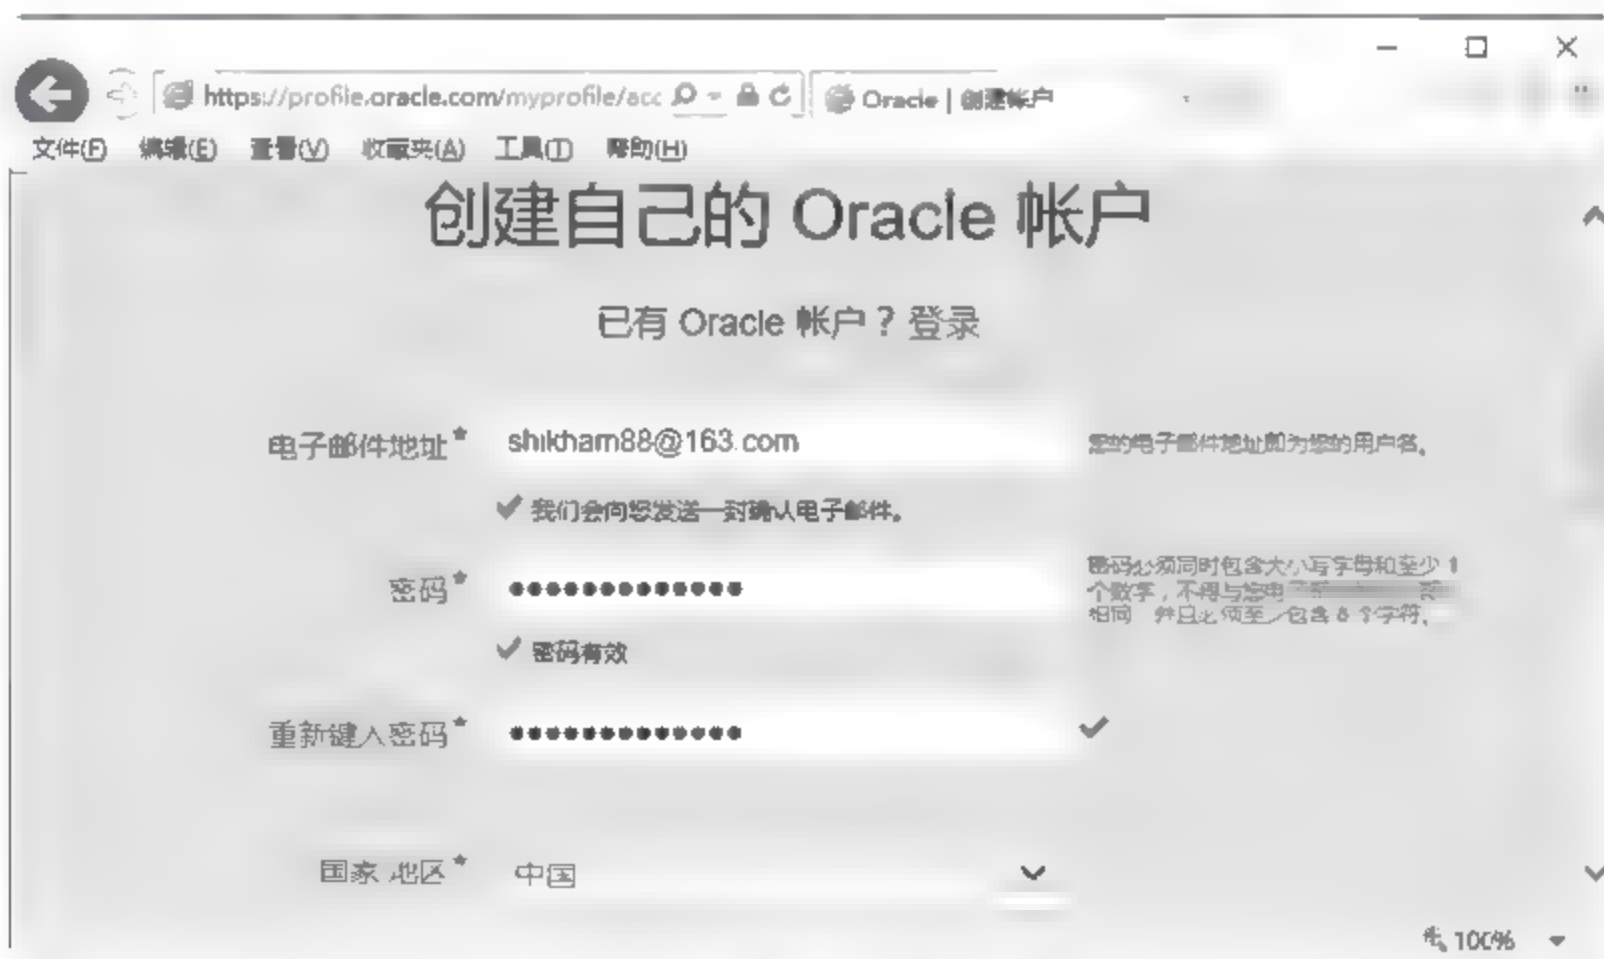 https://profile.oracle.com/myprofile/acc
Oracle | 创建帐户
文件(F) 编辑(E) 查看(V) 收藏夹(A) 工具(T) 帮助(H)
创建自己的 Oracle 帐户
已有 Oracle 帐户？登录
电子邮件地址* shikham88@163.com 您的电子邮件地址即为您的用户名。
我们会向您发送一封确认电子邮件。
密码* 密码必须同时包含大小写字母和至少 1
个数字，不得与您电
相同 并且必须至少包含 8 个字符。
密码有效
重新键入密码*
国家 地区* 中国
100%